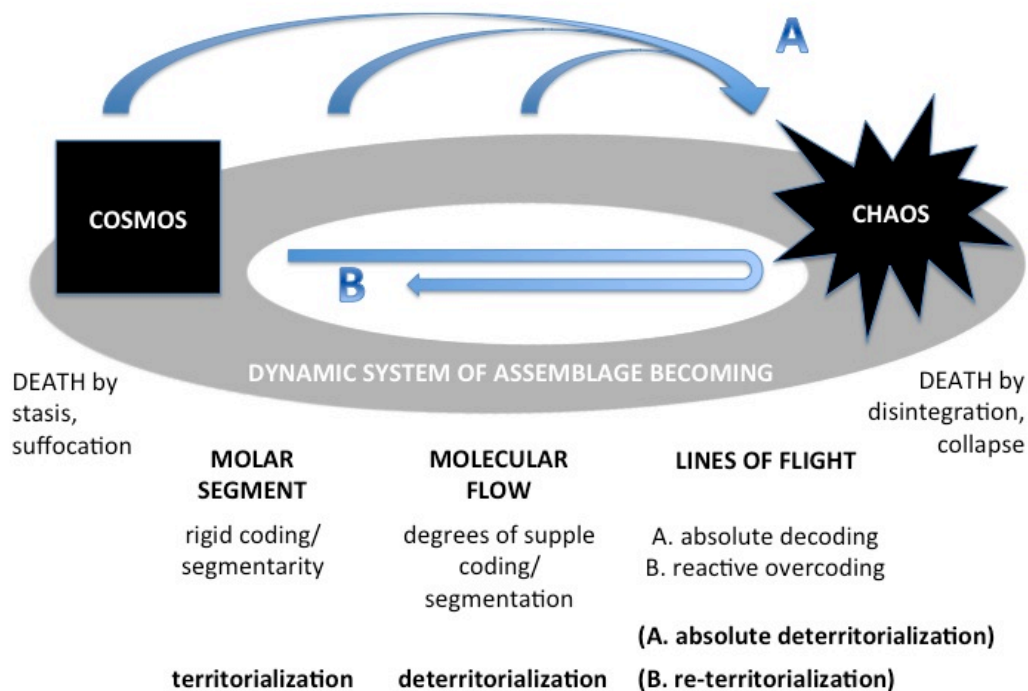 A
COSMOS
CHAOS
B
DYNAMIC SYSTEM OF ASSEMBLAGE BECOMING
DEATH by
stasis,
suffocation
DEATH by
disintegration,
collapse
MOLAR
SEGMENT
MOLECULAR
FLOW
LINES OF FLIGHT
rigid coding/
segmentarity
degrees of supple
coding/
segmentation
A. absolute decoding
B. reactive overcoding
(A. absolute deterritorialization)
territorialization
deterritorialization
(B. re-territorialization)